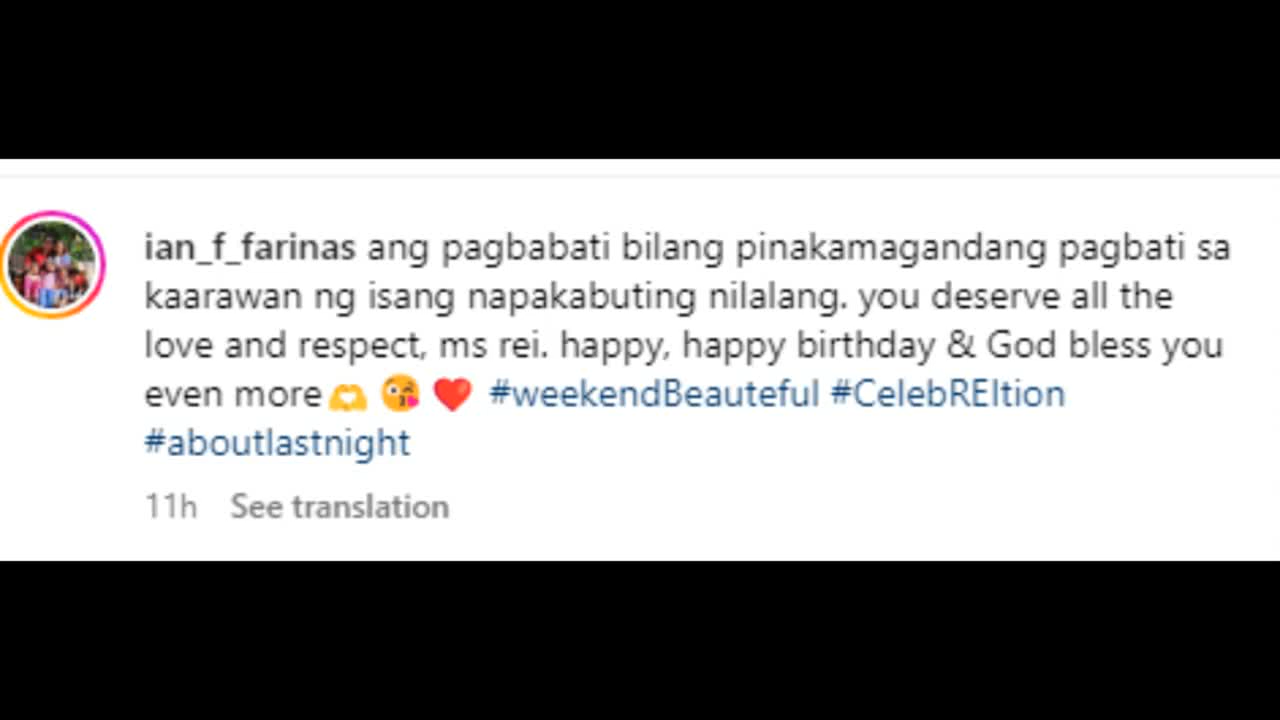 ian_f_farinas ang pagbabati bilang pinakamagandang pagbati sa
kaarawan ng isang napakabuting nilalang. you deserve all the
love and respect, ms rei. happy, happy birthday & God bless you
even more🫶 😘 ❤️ #weekendBeauteful #CelebREItion
#aboutlastnight
11h See translation